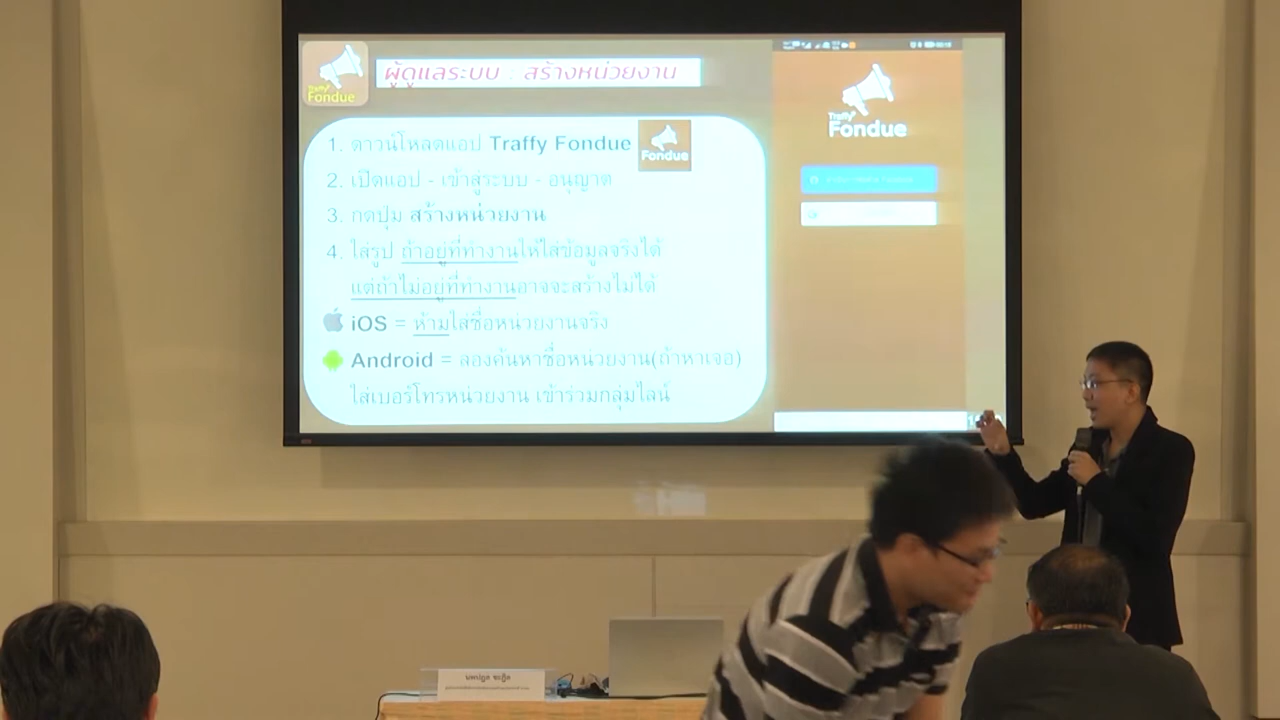 Traffy
Fondue
ผู้ดูแลระบบ : สร้างหน่วยงาน
1. ดาวน์โหลดแอป Traffy Fondue
Fondue
2. เปิดแอป - เข้าสู่ระบบ - อนุญาต
3. กดปุ่ม สร้างหน่วยงาน
4. ใส่รูป ถ้าอยู่ที่ทำงานให้ใส่ข้อมูลจริงได้
แต่ถ้าไม่อยู่ที่ทำงานอาจจะสร้างไม่ได้
iOS = ห้ามใส่ชื่อหน่วยงานจริง
Android = ลองค้นหาชื่อหน่วยงาน(ถ้าหาเจอ)
ใส่เบอร์โทรหน่วยงาน เข้าร่วมกลุ่มไลน์
Traffy
Fondue